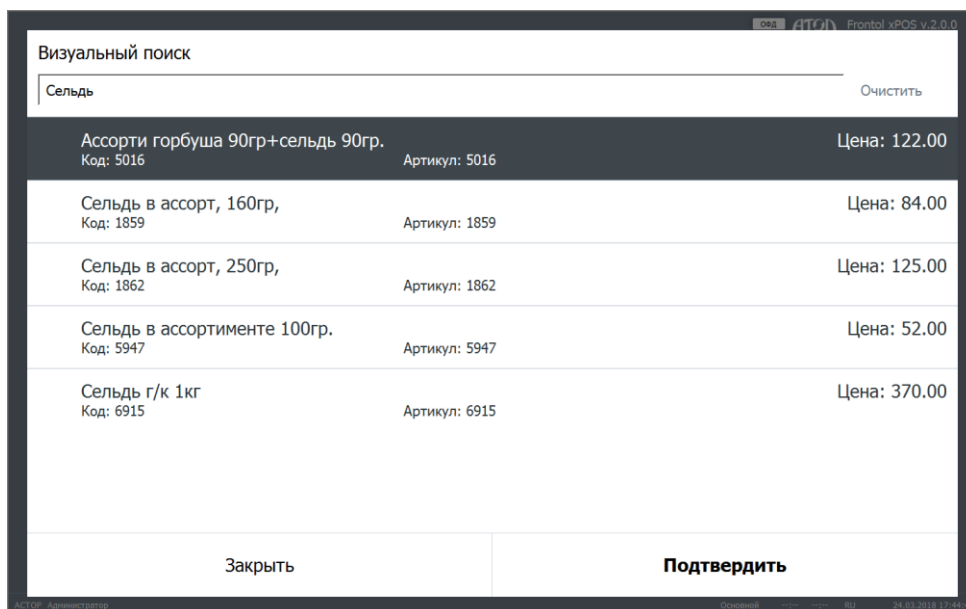 ОФД АТОЛ Frontol xPOS v.2.0.0
Визуальный поиск
Сельдь Очистить
Ассорти горбуша 90гр+сельдь 90гр. Цена: 122.00
Код: 5016 Артикул: 5016
Сельдь в ассорт, 160гр, Цена: 84.00
Код: 1859 Артикул: 1859
Сельдь в ассорт, 250гр, Цена: 125.00
Код: 1862 Артикул: 1862
Сельдь в ассортименте 100гр. Цена: 52.00
Код: 5947 Артикул: 5947
Сельдь г/к 1кг Цена: 370.00
Код: 6915 Артикул: 6915
Закрыть Подтвердить
АСТОР Администратор Основной --:-- --:-- RU 24.03.2018 17:44